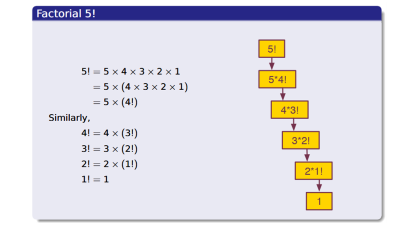 Factorial 5!
5! = 5 × 4 × 3 × 2 × 1
= 5 × (4 × 3 × 2 × 1)
= 5 × (4!)
Similarly,
4! = 4 × (3!)
3! = 3 × (2!)
2! = 2 × (1!)
1! = 1
5!
5*4!
4*3!
3*2!
2*1!
1